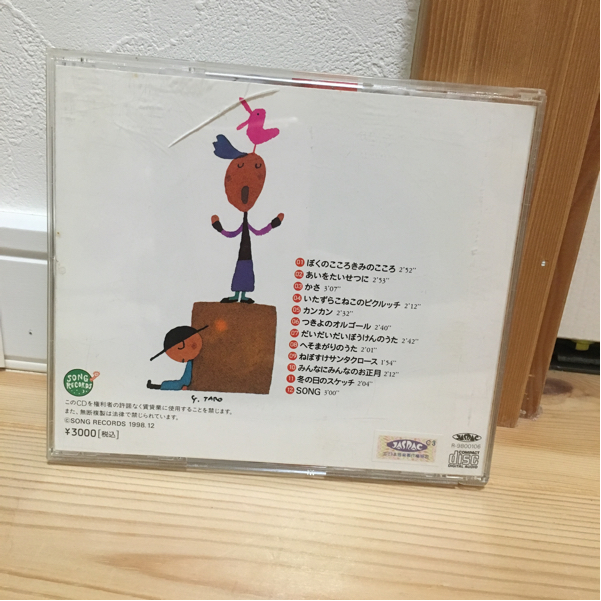 01 ぼくのこころきみのこころ 2'52"
02 あいをたいせつに 2'53"
03 かさ 3'07"
04 いたずらこねこのピクルッチ 2'12"
05 カンカン 2'32"
06 つきよのオルゴール 2'40"
07 だいだいだいぼうけんのうた 2'42"
08 へそまがりのうた 2'01"
09 ねぼすけサンタクロース 1'54"
10 みんなにみんなのお正月 2'12"
11 冬の日のスケッチ 2'04"
12 SONG 3'00"
SONG RECORDS
G. TARO
このCDを権利者の許諾なく賃貸業に使用することを禁じます。
また、無断複製は法律で禁じられています。
©SONG RECORDS 1998.12
¥3000[税込]
JASRAC
JASRAC
R-9800106
COMPACT
disc
DIGITAL AUDIO